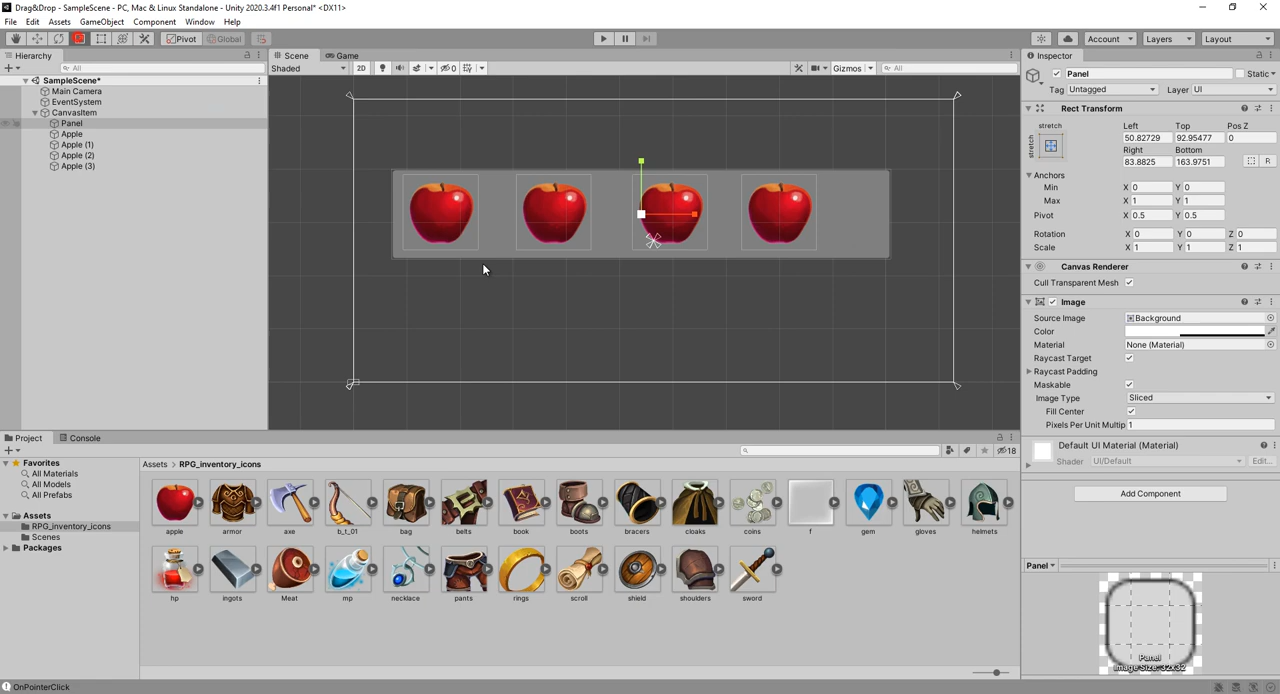 Drag&Drop - SampleScene - PC, Mac & Linux Standalone - Unity 2020.3.4f1 Personal* <DX11>
File Edit Assets GameObject Component Window Help
Pivot Global Account Layers Layout
Hierarchy Scene Game Inspector
All Shaded 2D 0 Gizmos All Panel Static
SampleScene* Tag Untagged Layer UI
Main Camera
EventSystem
CanvasItem
Panel
Apple
Apple (1)
Apple (2)
Apple (3)
Rect Transform
stretch Left Top Pos Z
stretch 50.82729 92.95477 0
Right Bottom
83.8825 163.9751 R
Anchors
Min X 0 Y 0
Max X 1 Y 1
Pivot X 0.5 Y 0.5
Rotation X 0 Y 0 Z 0
Scale X 1 Y 1 Z 1
Canvas Renderer
Cull Transparent Mesh
Image
Source Image Background
Color
Material None (Material)
Raycast Target
Raycast Padding
Maskable
Image Type Sliced
Fill Center
Pixels Per Unit Multip 1
Default UI Material (Material)
Shader UI/Default Edit...
Add Component
Panel
Panel
Image Size: 32x32
Project Console
18
Favorites
All Materials
All Models
All Prefabs
Assets
RPG_inventory_icons
Scenes
Packages
Assets > RPG_inventory_icons
apple armor axe b_t_01 bag belts book boots bracers cloaks coins f gem gloves helmets
hp ingots Meat mp necklace pants rings scroll shield shoulders sword
OnPointerClick